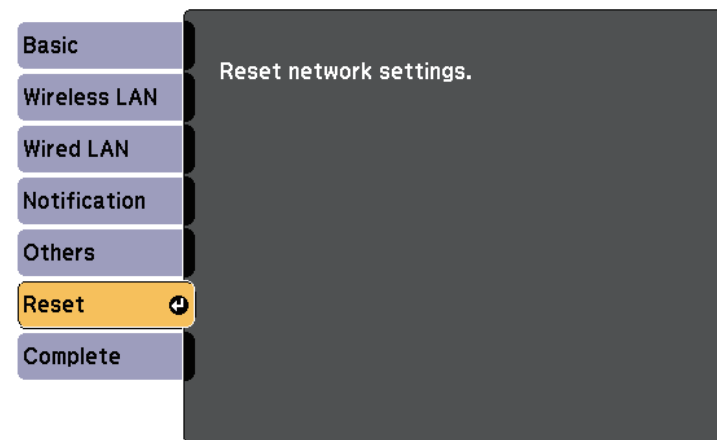 Basic
Wireless LAN
Wired LAN
Notification
Others
Reset
Complete
Reset network settings.